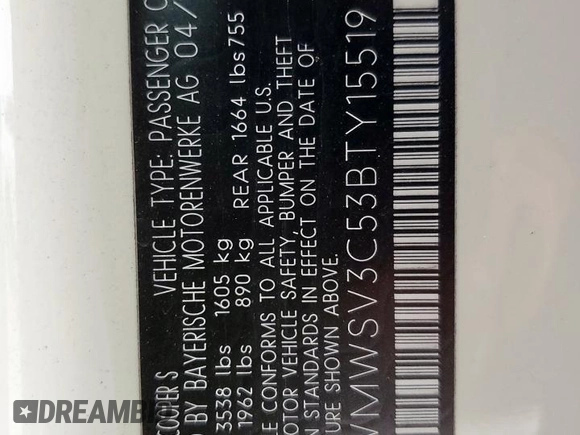 COOPER S VEHICLE TYPE: PASSENGER C
D BY BAYERISCHE MOTORENWERKE AG 04/
3538 lbs 1605 kg
1962 lbs 890 kg REAR 1664 lbs 755
LE CONFORMS TO ALL APPLICABLE U.S.
OTOR VEHICLE SAFETY, BUMPER AND THEFT
N STANDARDS IN EFFECT ON THE DATE OF
URE SHOWN ABOVE.
WMWSV3C53BTY15519
DREAMB